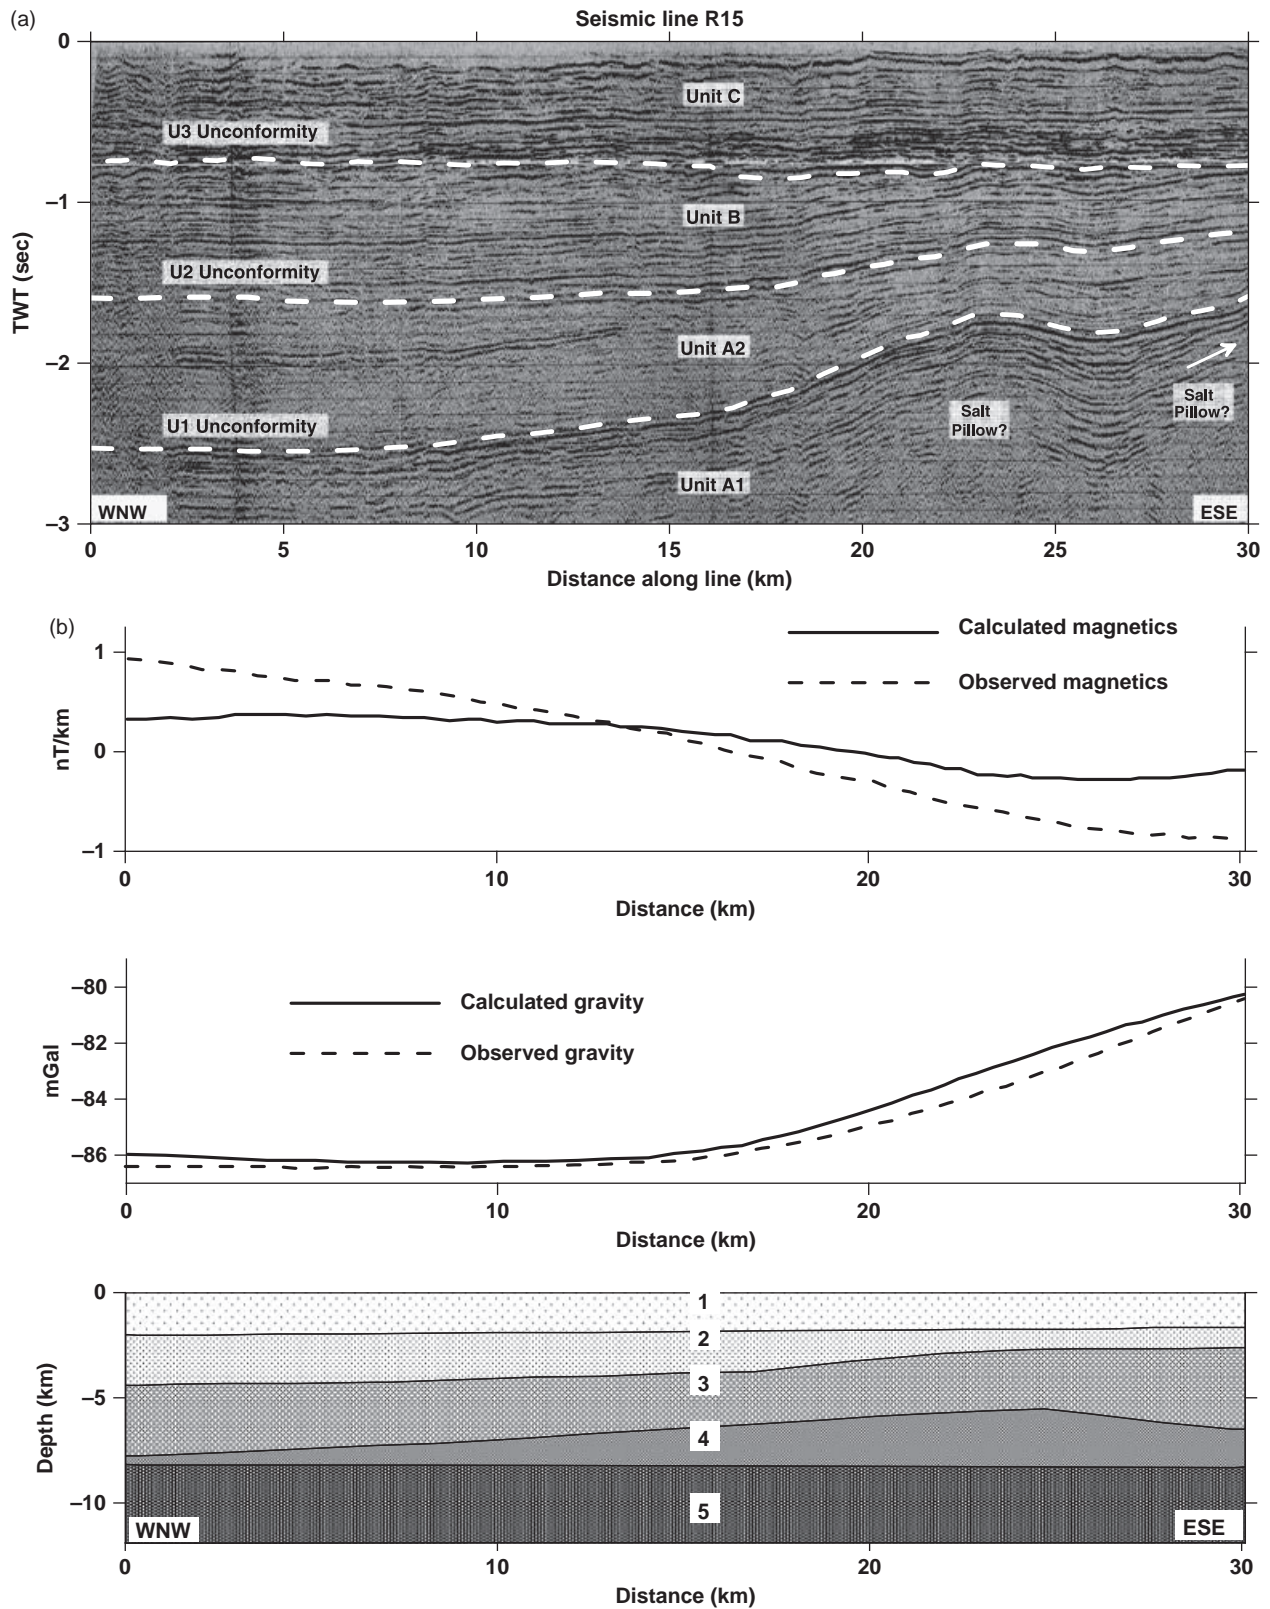 (a)
Seismic line R15
0
Unit C
U3 Unconformity
–1
Unit B
U2 Unconformity
TWT (sec)
Unit A2
–2
Salt
Pillow?
Salt
Pillow?
U1 Unconformity
Unit A1
WNW
ESE
–3
0 5 10 15 20 25 30
Distance along line (km)
(b)
Calculated magnetics
Observed magnetics
1
nT/km
0
–1
0 10 20 30
Distance (km)
–80
Calculated gravity
–82
Observed gravity
mGal
–84
–86
0 10 20 30
Distance (km)
0
1
2
3
–5
Depth (km)
4
–10
5
WNW
ESE
0 10 20 30
Distance (km)